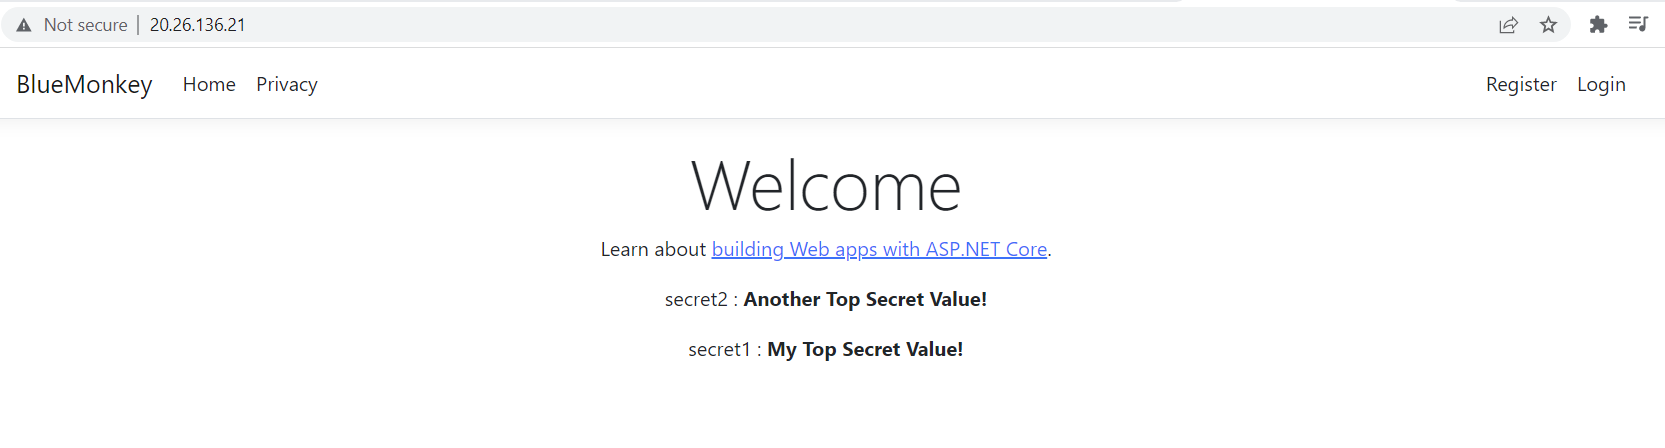 Not secure | 20.26.136.21
BlueMonkey Home Privacy Register Login
Welcome
Learn about building Web apps with ASP.NET Core.
secret2 : Another Top Secret Value!
secret1 : My Top Secret Value!